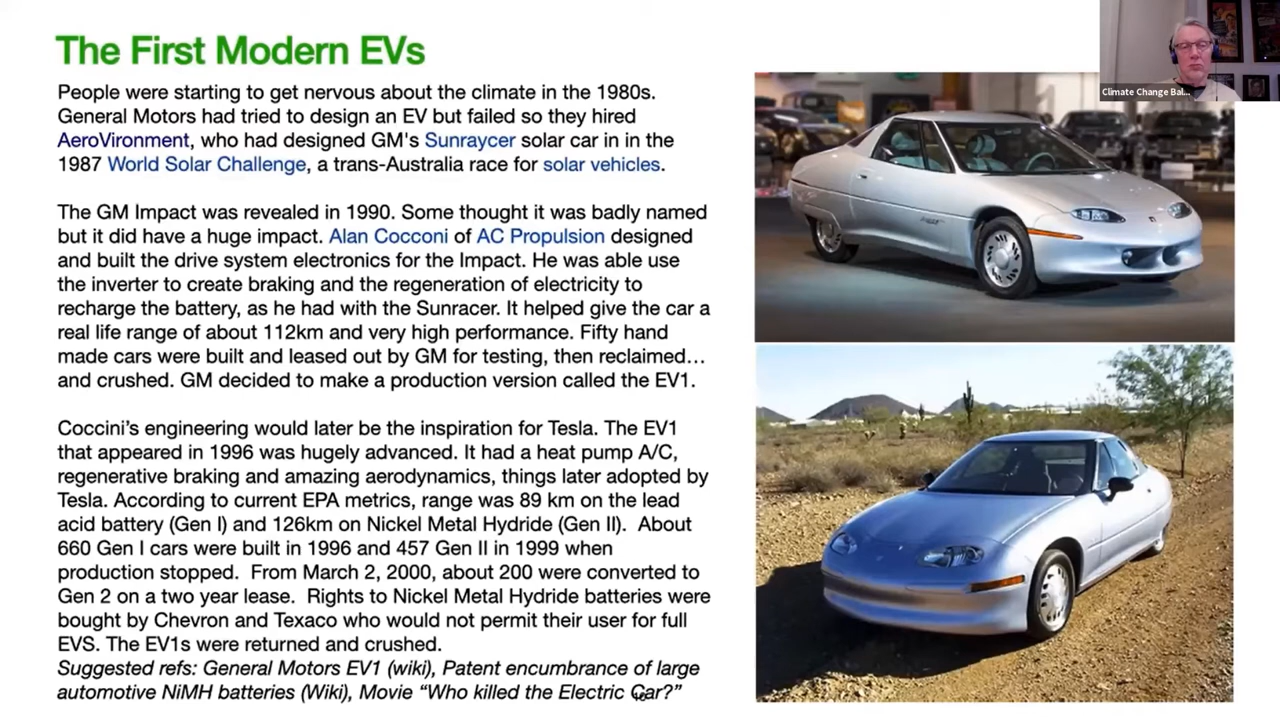 The First Modern EVs
Climate Change Bal...
People were starting to get nervous about the climate in the 1980s.
General Motors had tried to design an EV but failed so they hired
AeroVironment, who had designed GM's Sunraycer solar car in in the
1987 World Solar Challenge, a trans-Australia race for solar vehicles.
The GM Impact was revealed in 1990. Some thought it was badly named
but it did have a huge impact. Alan Cocconi of AC Propulsion designed
and built the drive system electronics for the Impact. He was able use
the inverter to create braking and the regeneration of electricity to
recharge the battery, as he had with the Sunracer. It helped give the car a
real life range of about 112km and very high performance. Fifty hand
made cars were built and leased out by GM for testing, then reclaimed…
and crushed. GM decided to make a production version called the EV1.
Coccini’s engineering would later be the inspiration for Tesla. The EV1
that appeared in 1996 was hugely advanced. It had a heat pump A/C,
regenerative braking and amazing aerodynamics, things later adopted by
Tesla. According to current EPA metrics, range was 89 km on the lead
acid battery (Gen I) and 126km on Nickel Metal Hydride (Gen II). About
660 Gen I cars were built in 1996 and 457 Gen II in 1999 when
production stopped. From March 2, 2000, about 200 were converted to
Gen 2 on a two year lease. Rights to Nickel Metal Hydride batteries were
bought by Chevron and Texaco who would not permit their user for full
EVS. The EV1s were returned and crushed.
Suggested refs: General Motors EV1 (wiki), Patent encumbrance of large
automotive NiMH batteries (Wiki), Movie “Who killed the Electric Car?”